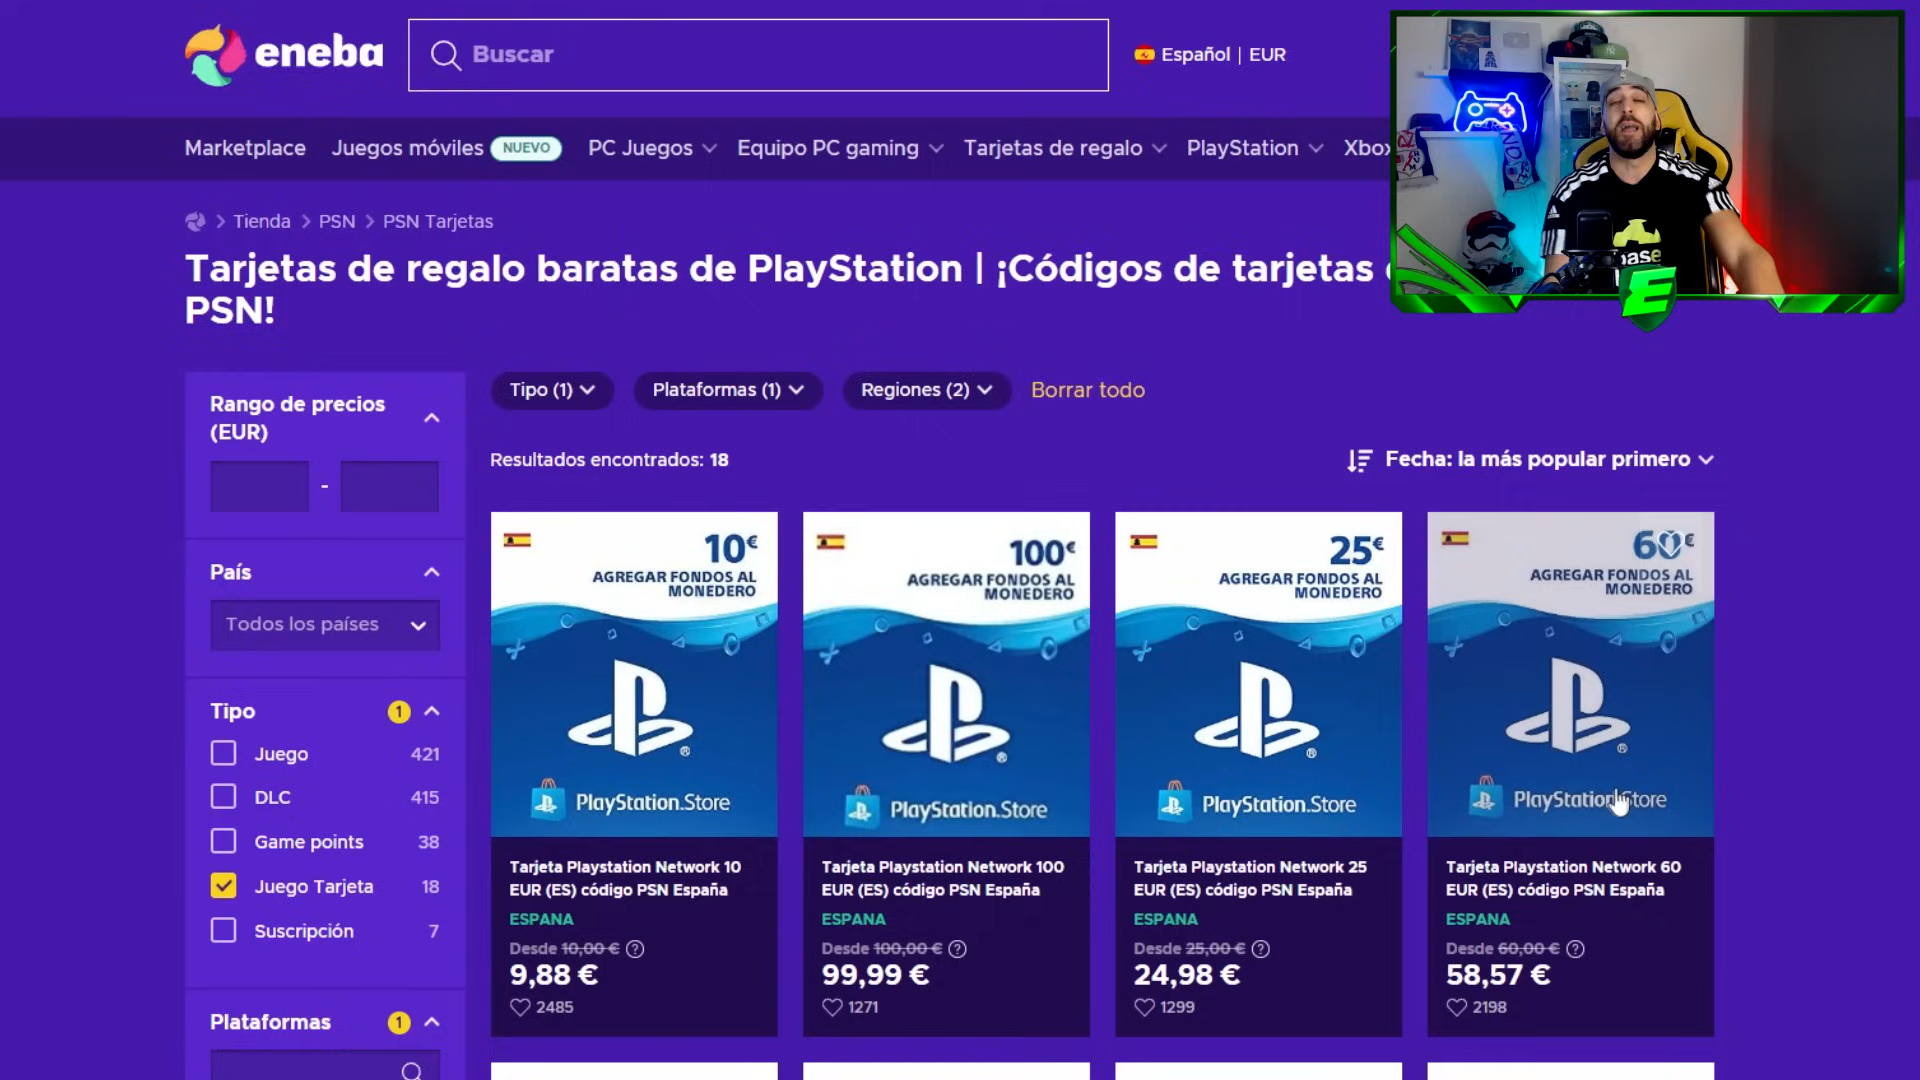 eneba
Buscar
Español | EUR
Marketplace
Juegos móviles NUEVO
PC Juegos
Equipo PC gaming
Tarjetas de regalo
PlayStation
Xbox
Tienda
PSN
PSN Tarjetas
Tarjetas de regalo baratas de PlayStation | ¡Códigos de tarjetas
PSN!
Rango de precios
(EUR)
-
País
Todos los países
Tipo 1
Juego 421
DLC 415
Game points 38
Juego Tarjeta 18
Suscripción 7
Plataformas 1
Tipo (1)
Plataformas (1)
Regiones (2)
Borrar todo
Resultados encontrados: 18
Fecha: la más popular primero
10€
AGREGAR FONDOS AL
MONEDERO
PlayStation.Store
Tarjeta Playstation Network 10
EUR (ES) código PSN España
ESPANA
Desde 10,00 € ?
9,88 €
2485
100€
AGREGAR FONDOS AL
MONEDERO
PlayStation.Store
Tarjeta Playstation Network 100
EUR (ES) código PSN España
ESPANA
Desde 100,00 € ?
99,99 €
1271
25€
AGREGAR FONDOS AL
MONEDERO
PlayStation.Store
Tarjeta Playstation Network 25
EUR (ES) código PSN España
ESPANA
Desde 25,00 € ?
24,98 €
1299
60€
AGREGAR FONDOS AL
MONEDERO
PlayStation.Store
Tarjeta Playstation Network 60
EUR (ES) código PSN España
ESPANA
Desde 60,00 € ?
58,57 €
2198
base
E